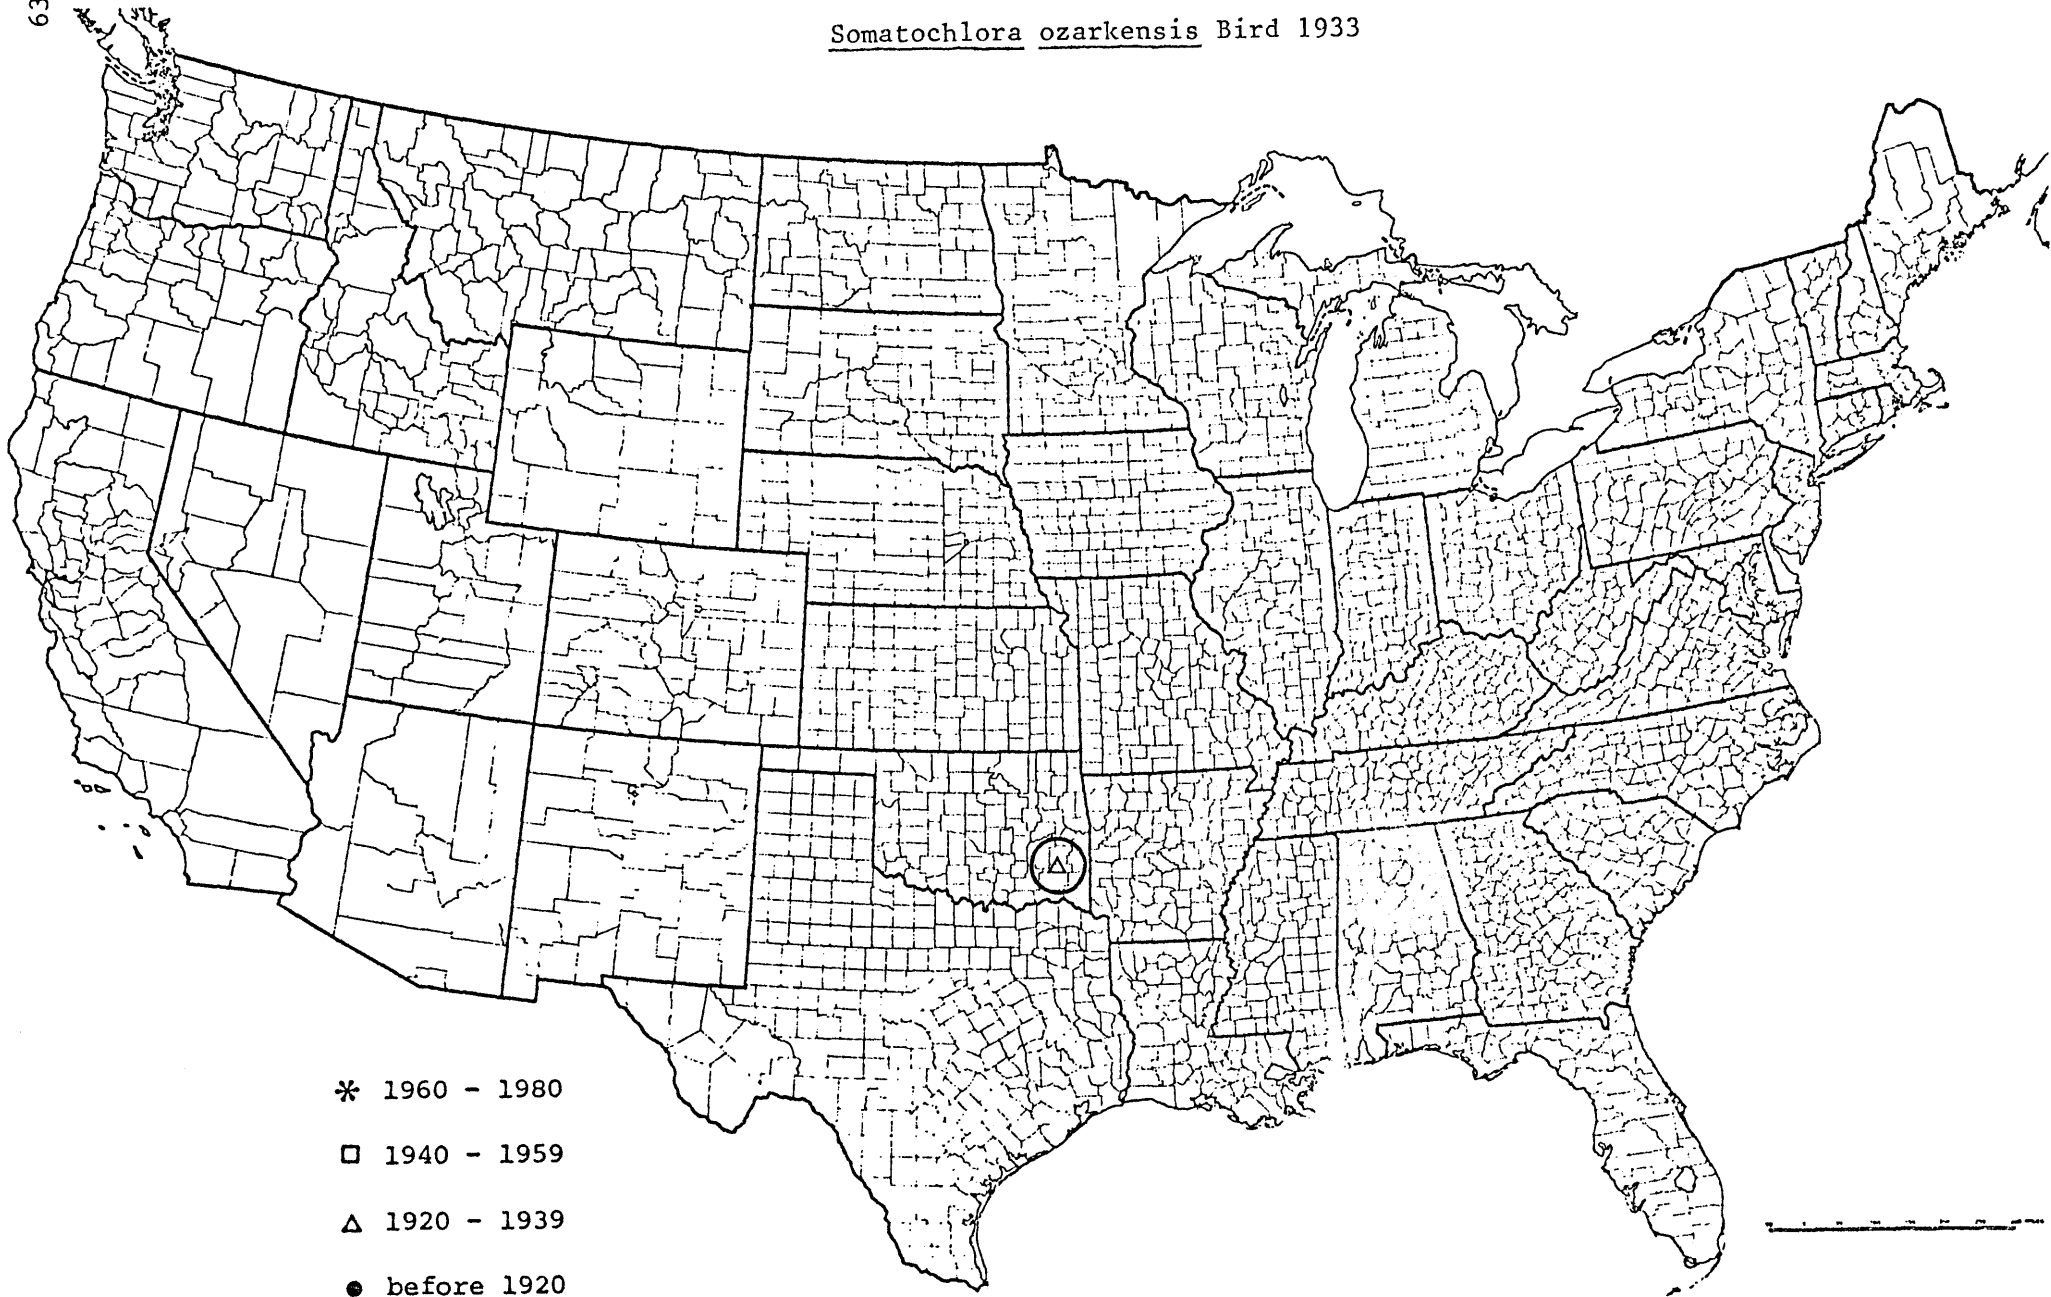 63
Somatochlora ozarkensis Bird 1933
* 1960 - 1980
□ 1940 - 1959
△ 1920 - 1939
● before 1920